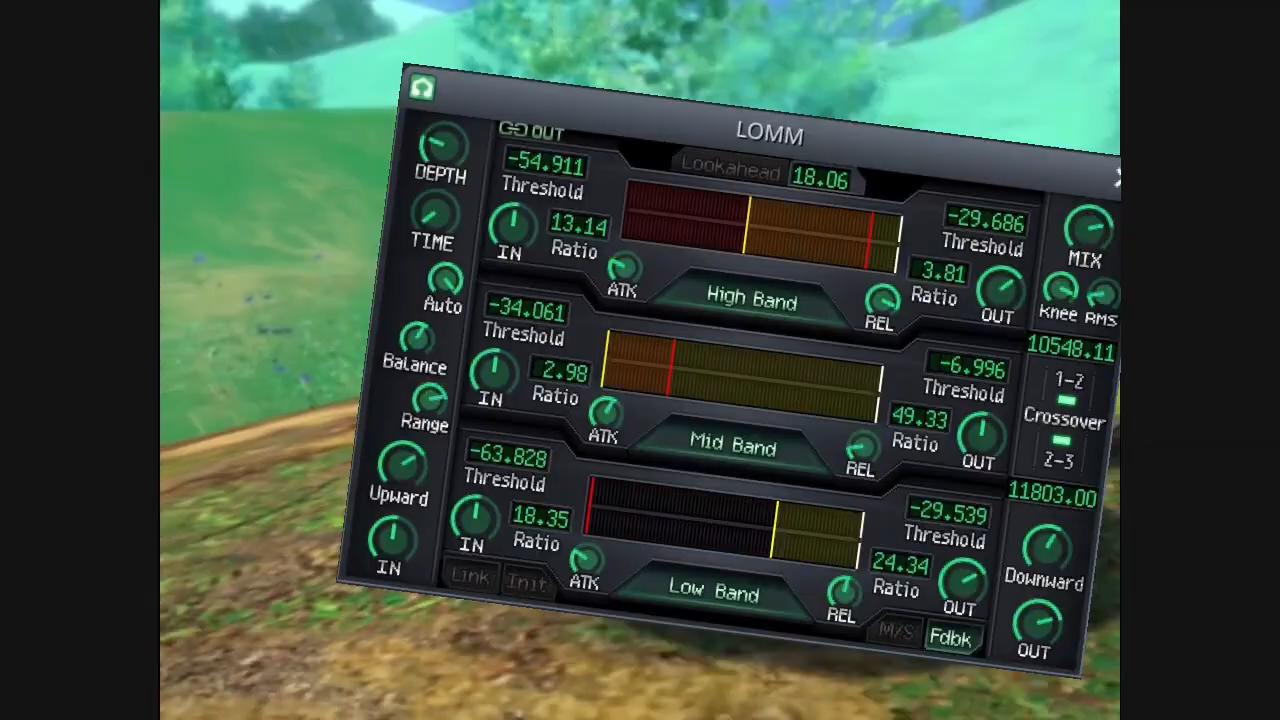 LOMM
DEPTH
TIME
Auto
Balance
Range
Upward
IN
OUT
Lookahead 18.06
-54.911
Threshold
13.14
Ratio
IN
ATK
High Band
REL
-29.686
Threshold
3.81
Ratio
OUT
-34.061
Threshold
2.98
Ratio
IN
ATK
Mid Band
REL
-6.996
Threshold
49.33
Ratio
OUT
-63.828
Threshold
18.35
Ratio
IN
ATK
Low Band
REL
-29.539
Threshold
24.34
Ratio
OUT
Link Init
M/S Fdbk
MIX
Knee RMS
10548.11
1-2
Crossover
2-3
11803.00
Downward
OUT